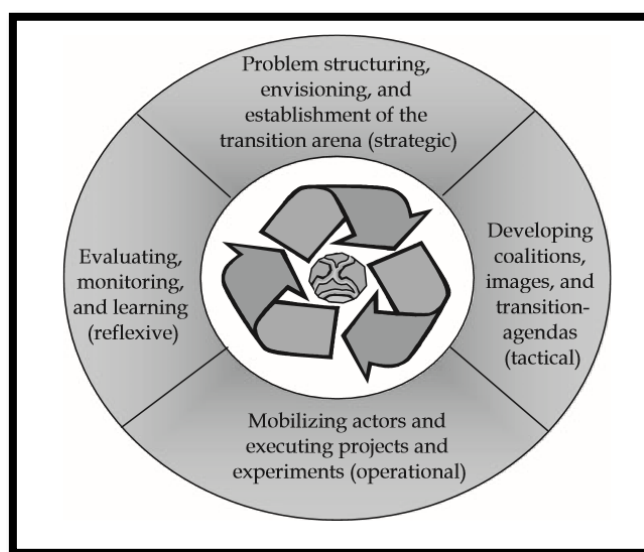 Problem structuring,
envisioning, and
establishment of the
transition arena (strategic)
Developing
coalitions,
images, and
transition-
agendas
(tactical)
Mobilizing actors and
executing projects and
experiments (operational)
Evaluating,
monitoring,
and learning
(reflexive)